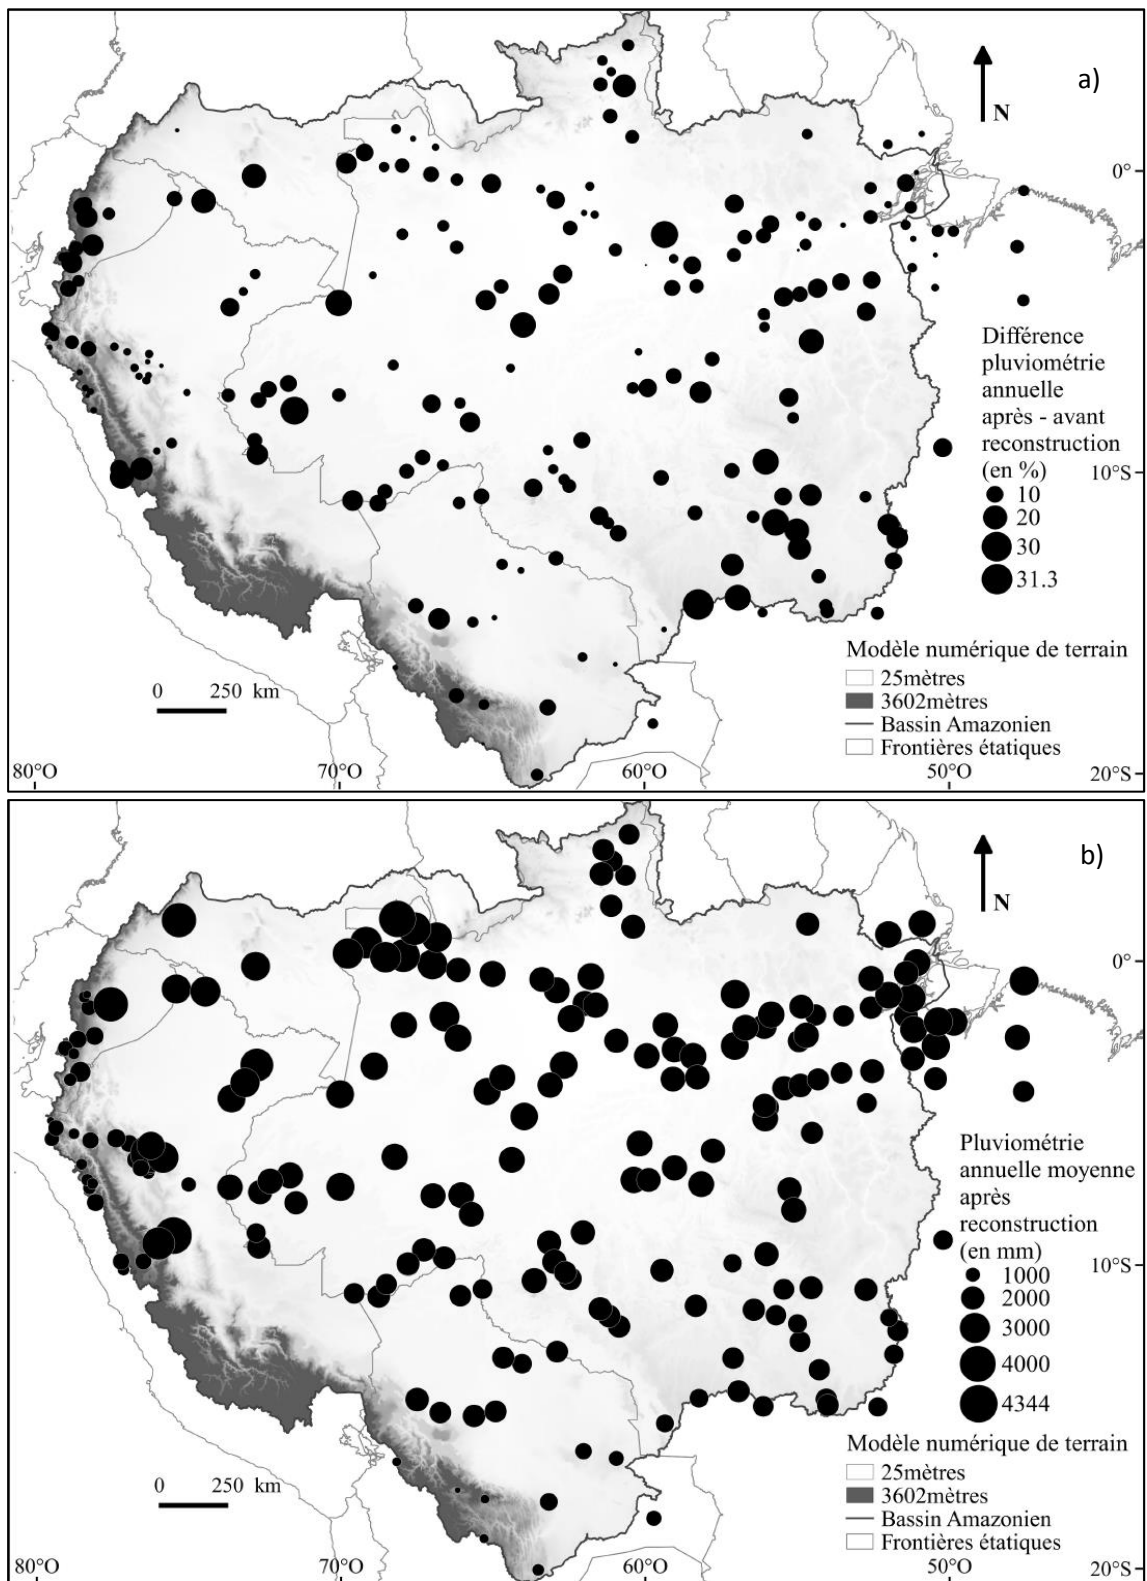 a)
N
0°
Différence
pluviométrie
annuelle
après - avant
reconstruction
(en %)
10
20
30
31.3
10°S
Modèle numérique de terrain
25mètres
3602mètres
Bassin Amazonien
Frontières étatiques
0 250 km
80°O 70°O 60°O 50°O 20°S
b)
N
0°
Pluviométrie
annuelle moyenne
après
reconstruction
(en mm)
1000
2000
3000
4000
4344
10°S
Modèle numérique de terrain
25mètres
3602mètres
Bassin Amazonien
Frontières étatiques
0 250 km
80°O 70°O 60°O 50°O 20°S